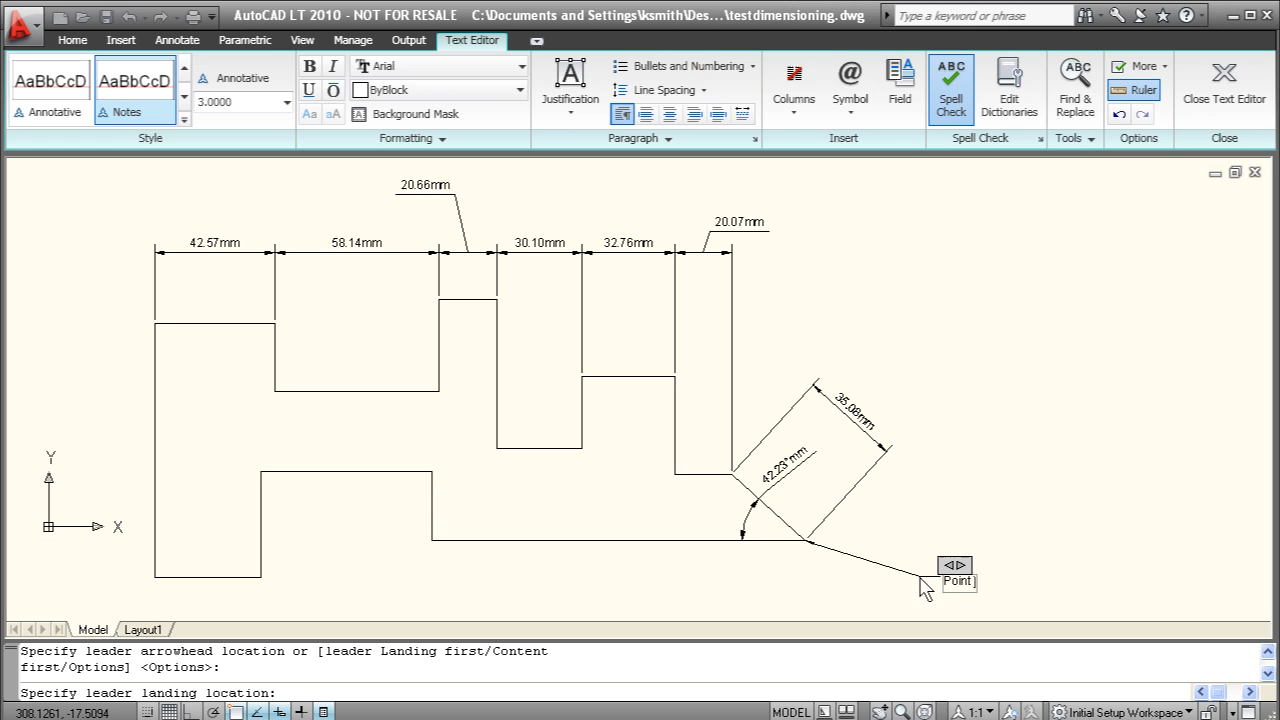 AutoCAD LT 2010 - NOT FOR RESALE    C:\Documents and Settings\ksmith\Des...\testdimensioning.dwg
Type a keyword or phrase
Home Insert Annotate Parametric View Manage Output Text Editor
AaBbCcD AaBbCcD
Annotative Notes
Annotative
3.0000
Style
B I Arial
U O ByBlock
Aa aA Background Mask
Formatting
Justification
Bullets and Numbering
Line Spacing
Paragraph
Columns Symbol Field
Insert
ABC
Spell Check
Edit Dictionaries
Spell Check
ABC
Find & Replace
Tools
More
Ruler
Options
Close Text Editor
Close
20.66mm
20.07mm
42.57mm 58.14mm 30.10mm 32.76mm
35.08mm
42.23°mm
Y
X
Point
Model Layout1
Specify leader arrowhead location or [leader Landing first/Content
first/Options] <Options>:
Specify leader landing location:
308.1261, -17.5094
MODEL 1:1 Initial Setup Workspace